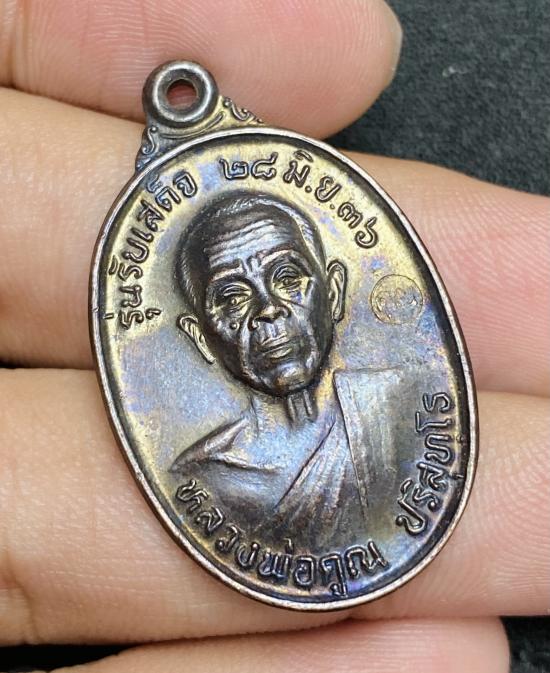 รุ่นรับเสด็จ ๒๘ มิ.ย.๓๖
หลวงพ่อคูณ ปริสุทฺโธ